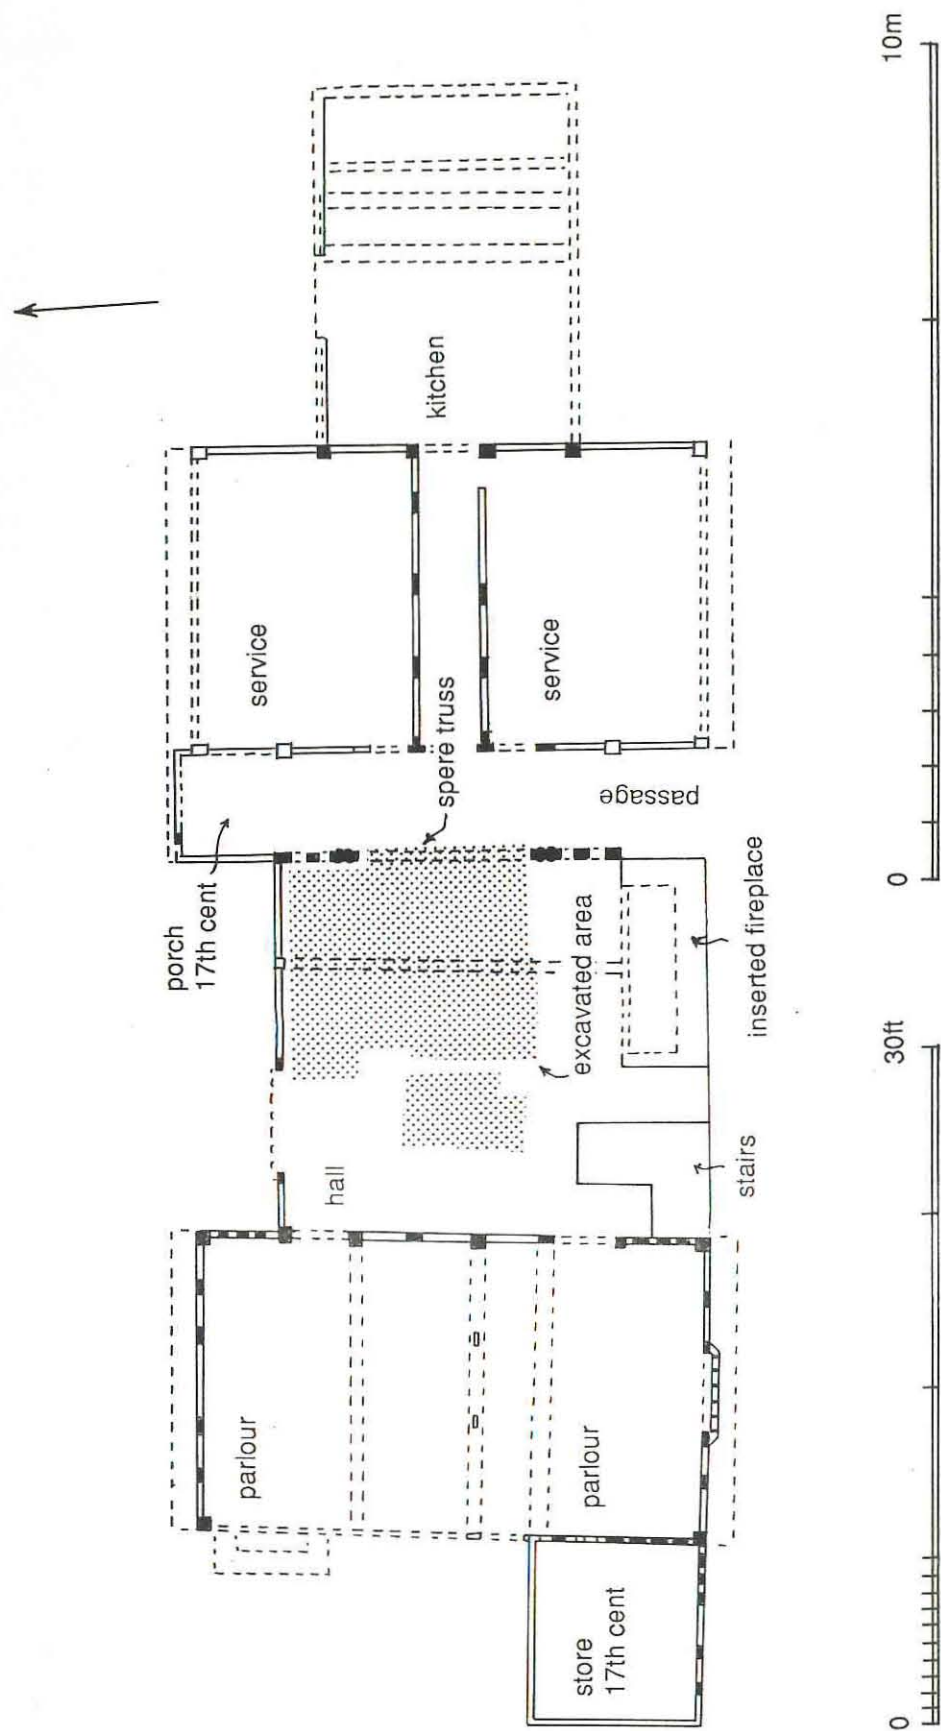 kitchen
service
service
spere truss
passage
porch
17th cent
excavated area
inserted fireplace
hall
stairs
parlour
parlour
store
17th cent
0
30ft
0
10m